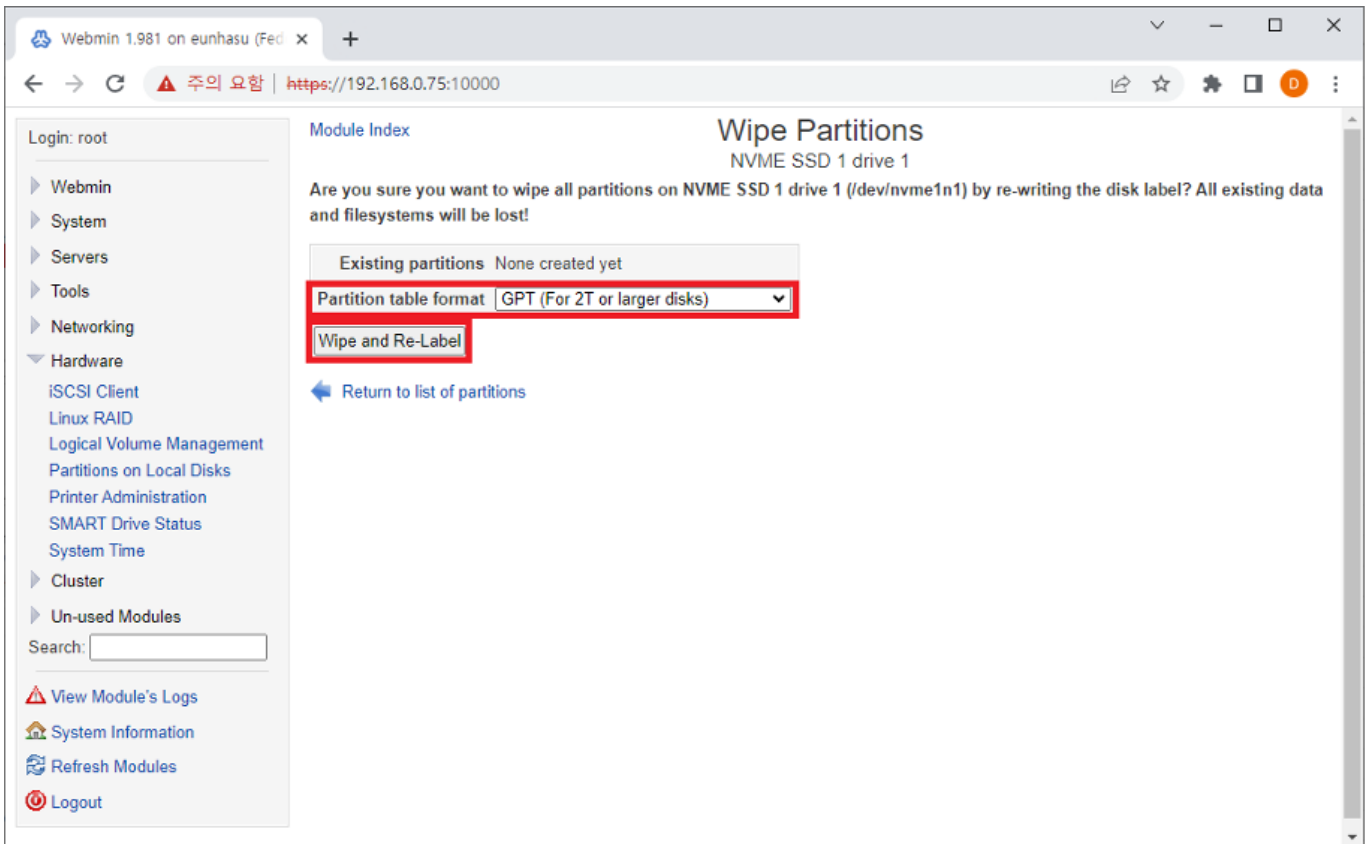 Webmin 1.981 on eunhasu (Fed
주의 요함 | https://192.168.0.75:10000
D
Login: root
Webmin
System
Servers
Tools
Networking
Hardware
iSCSI Client
Linux RAID
Logical Volume Management
Partitions on Local Disks
Printer Administration
SMART Drive Status
System Time
Cluster
Un-used Modules
Search:
View Module's Logs
System Information
Refresh Modules
Logout
Module Index
Wipe Partitions
NVME SSD 1 drive 1
Are you sure you want to wipe all partitions on NVME SSD 1 drive 1 (/dev/nvme1n1) by re-writing the disk label? All existing data
and filesystems will be lost!
Existing partitions None created yet
Partition table format GPT (For 2T or larger disks)
Wipe and Re-Label
Return to list of partitions